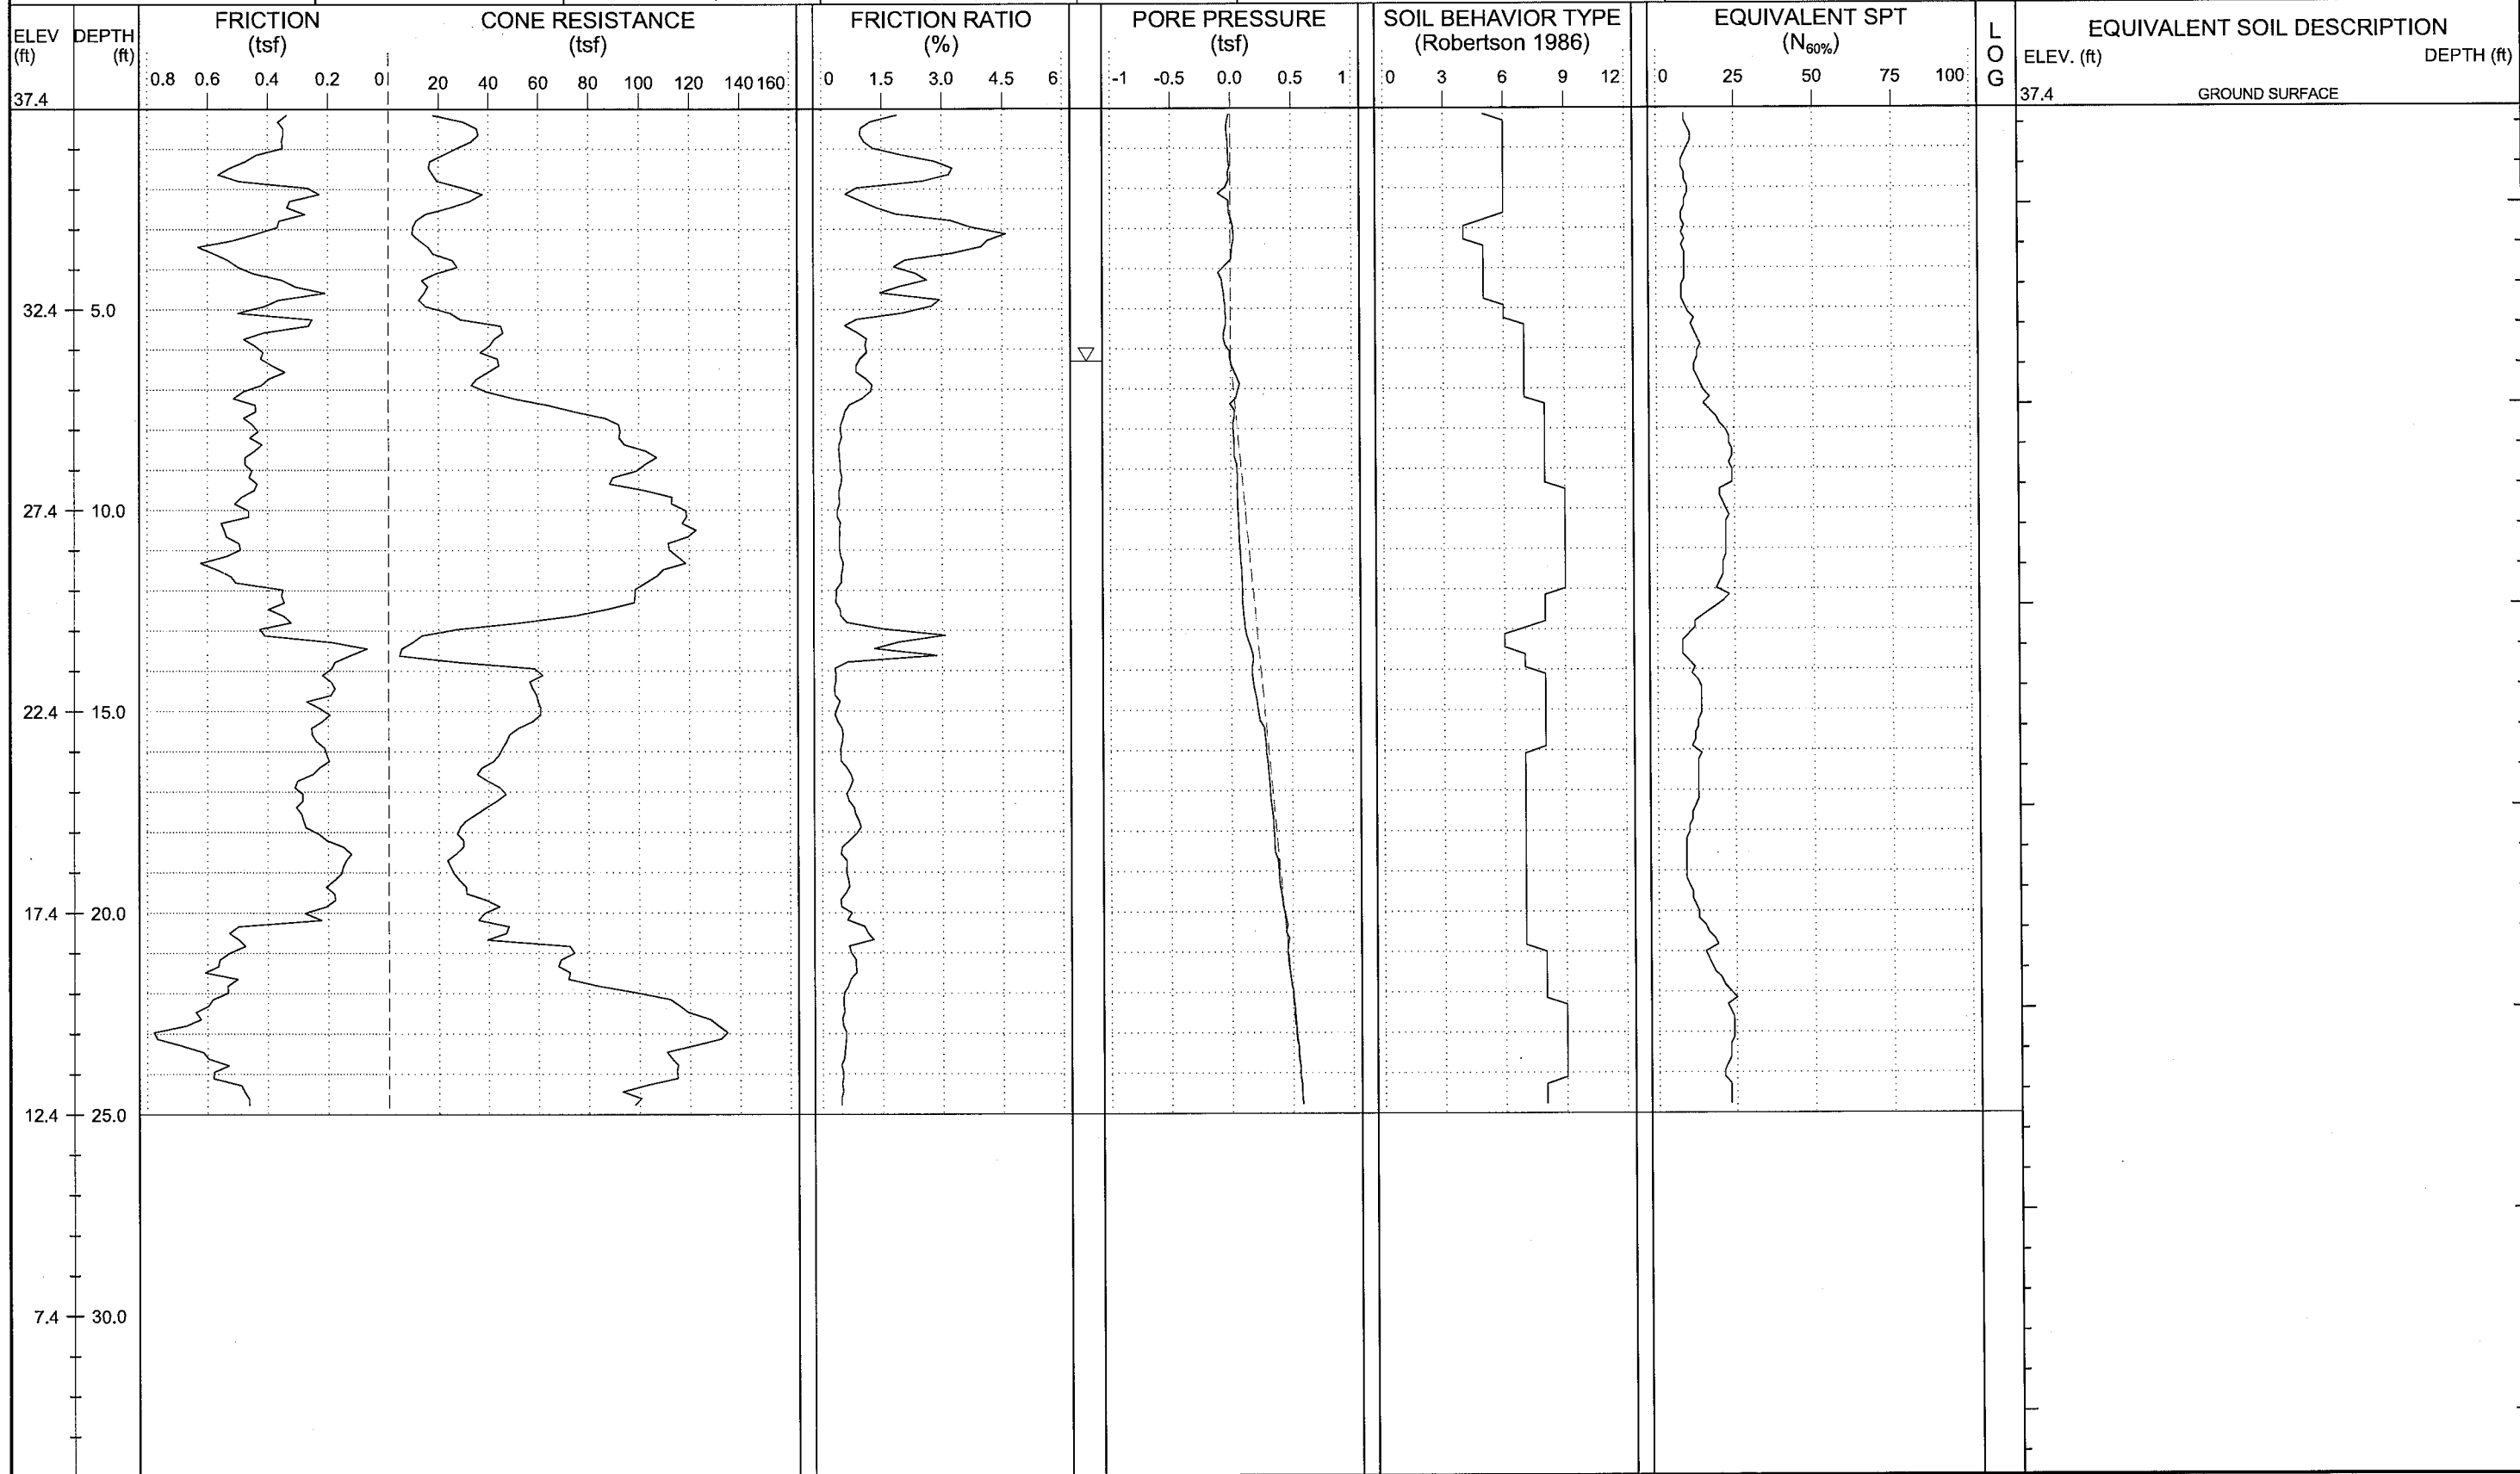 ELEV
(ft)
DEPTH
(ft)
FRICTION
(tsf)
CONE RESISTANCE
(tsf)
FRICTION RATIO
(%)
PORE PRESSURE
(tsf)
SOIL BEHAVIOR TYPE
(Robertson 1986)
EQUIVALENT SPT
(N60%)
L
O
G
EQUIVALENT SOIL DESCRIPTION
ELEV. (ft) DEPTH (ft)
0.8 0.6 0.4 0.2 0
20 40 60 80 100 120 140 160
0 1.5 3.0 4.5 6
-1 -0.5 0.0 0.5 1
0 3 6 9 12
0 25 50 75 100
37.4
37.4 GROUND SURFACE
32.4 5.0
27.4 10.0
22.4 15.0
17.4 20.0
12.4 25.0
7.4 30.0